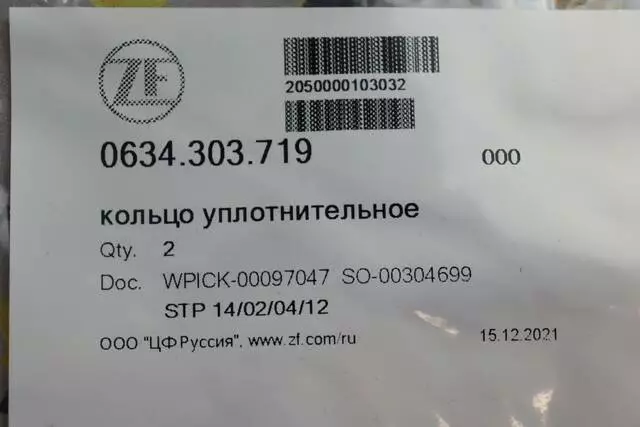 ZF
2050000103032
0634.303.719 000
кольцо уплотнительное
Qty. 2
Doc. WPICK-00097047 SO-00304699
STP 14/02/04/12
ООО "ЦФ Руссия", www.zf.com/ru 15.12.2021